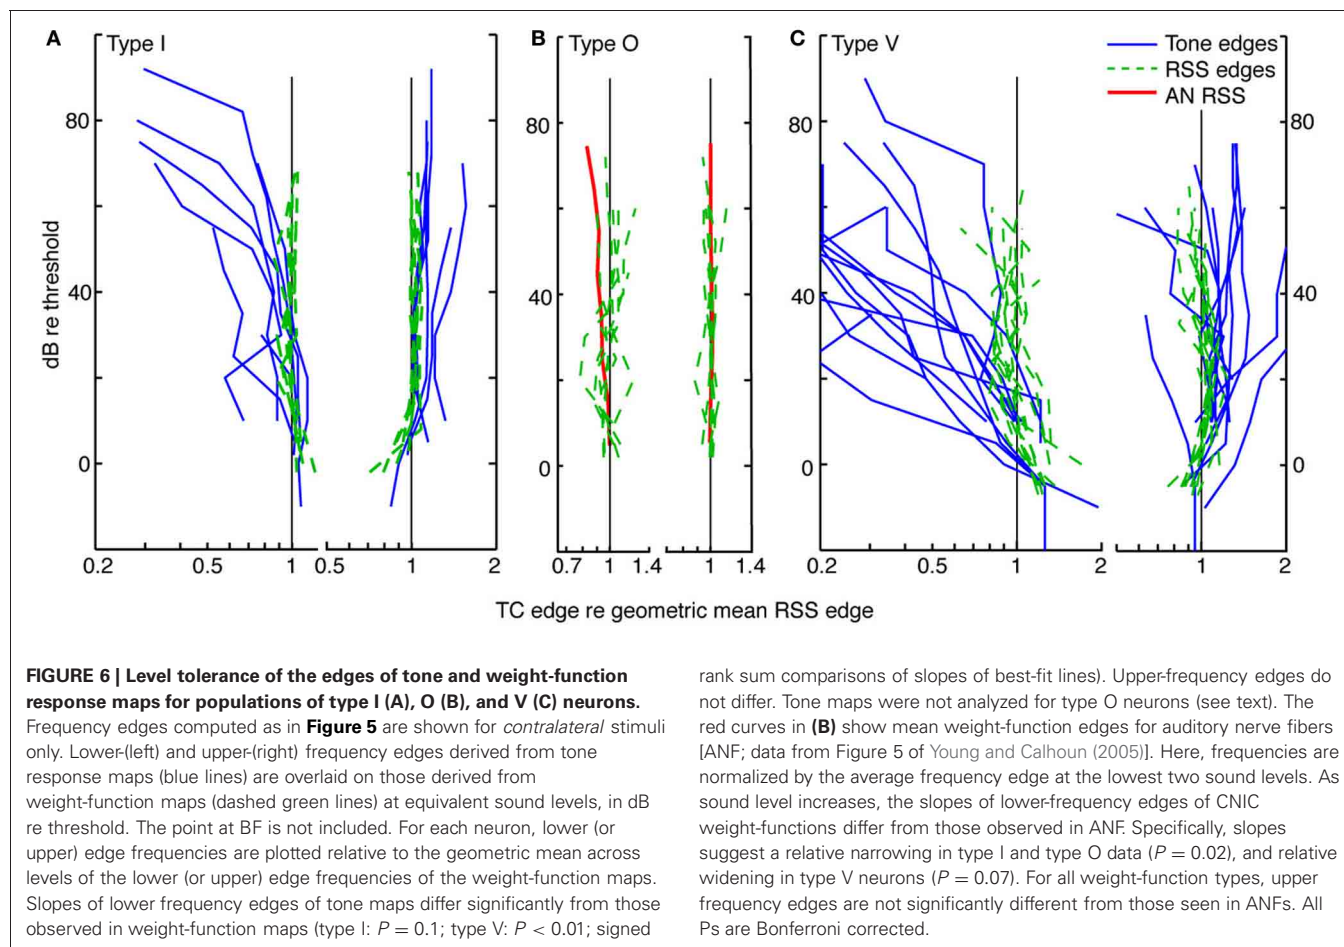 A Type I
B Type O
C Type V
Tone edges
RSS edges
AN RSS
dB re threshold
80
40
0
80
40
0
80
40
0
80
40
0
0.2 0.5 1 0.5 1 2
0.7 1 1.4 1 1.4
0.2 0.5 1 2 1 2
TC edge re geometric mean RSS edge
FIGURE 6 | Level tolerance of the edges of tone and weight-function
response maps for populations of type I (A), O (B), and V (C) neurons.
Frequency edges computed as in Figure 5 are shown for contralateral stimuli
only. Lower-(left) and upper-(right) frequency edges derived from tone
response maps (blue lines) are overlaid on those derived from
weight-function maps (dashed green lines) at equivalent sound levels, in dB
re threshold. The point at BF is not included. For each neuron, lower (or
upper) edge frequencies are plotted relative to the geometric mean across
levels of the lower (or upper) edge frequencies of the weight-function maps.
Slopes of lower frequency edges of tone maps differ significantly from those
observed in weight-function maps (type I: P = 0.1; type V: P < 0.01; signed
rank sum comparisons of slopes of best-fit lines). Upper-frequency edges do
not differ. Tone maps were not analyzed for type O neurons (see text). The
red curves in (B) show mean weight-function edges for auditory nerve fibers
[ANF; data from Figure 5 of Young and Calhoun (2005)]. Here, frequencies are
normalized by the average frequency edge at the lowest two sound levels. As
sound level increases, the slopes of lower-frequency edges of CNIC
weight-functions differ from those observed in ANF. Specifically, slopes
suggest a relative narrowing in type I and type O data (P = 0.02), and relative
widening in type V neurons (P = 0.07). For all weight-function types, upper
frequency edges are not significantly different from those seen in ANFs. All
Ps are Bonferroni corrected.